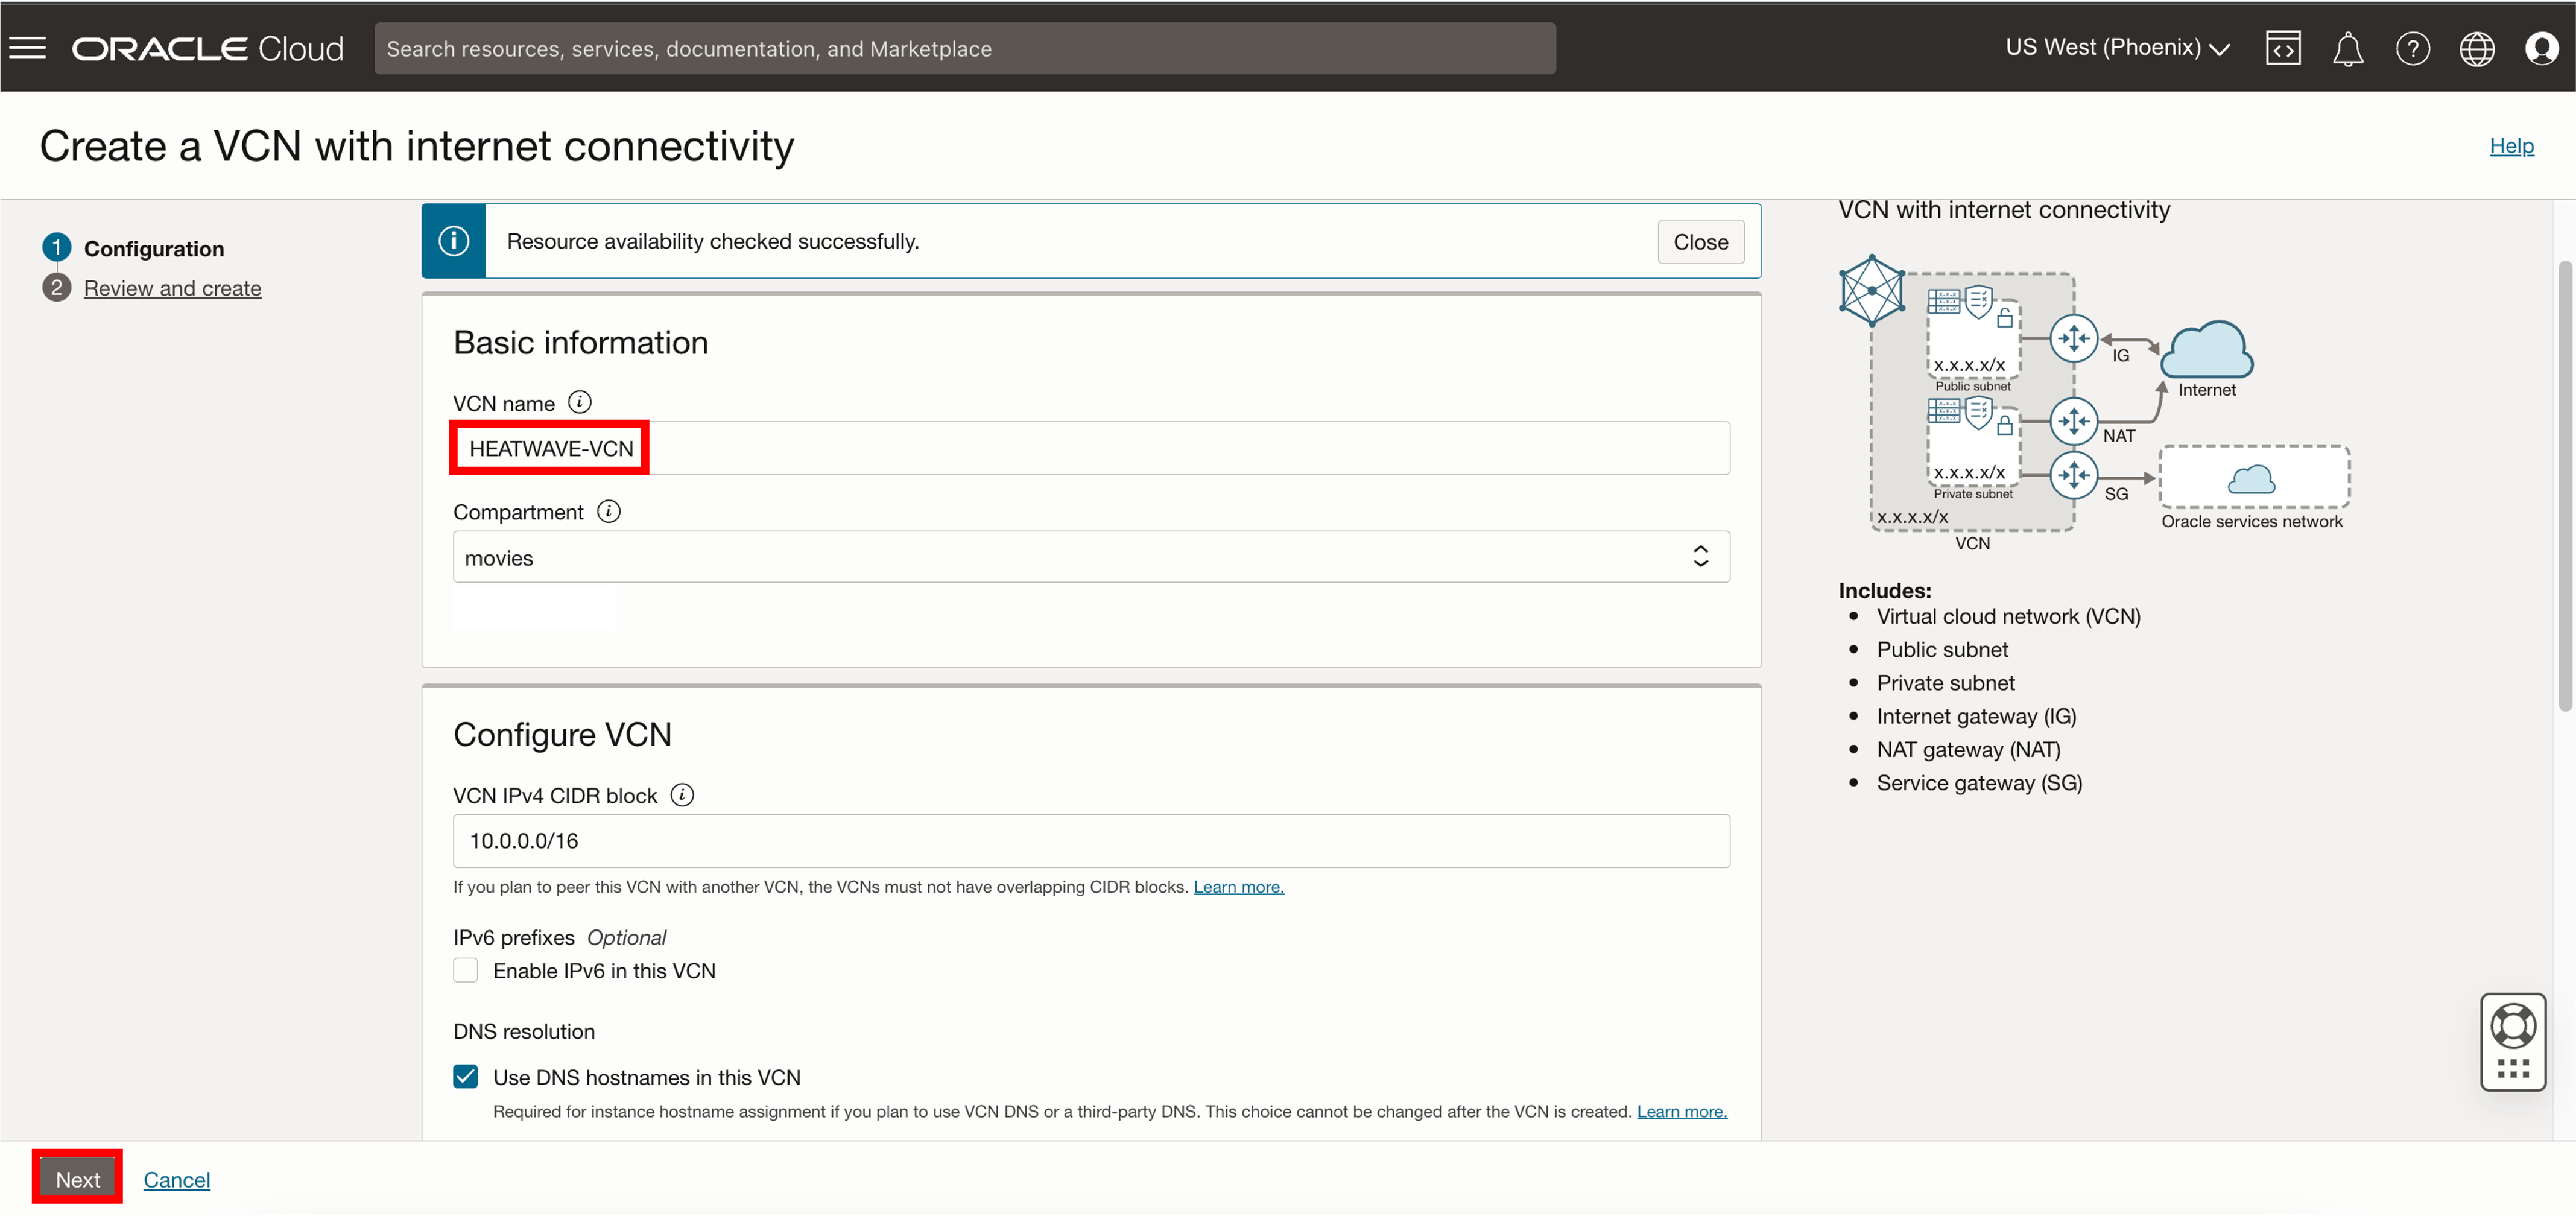 ORACLE Cloud
Search resources, services, documentation, and Marketplace
US West (Phoenix)
Create a VCN with internet connectivity
Help
1 Configuration
2 Review and create
Resource availability checked successfully.
Close
Basic information
VCN name
HEATWAVE-VCN
Compartment
movies
Configure VCN
VCN IPv4 CIDR block
10.0.0.0/16
If you plan to peer this VCN with another VCN, the VCNs must not have overlapping CIDR blocks. Learn more.
IPv6 prefixes Optional
Enable IPv6 in this VCN
DNS resolution
Use DNS hostnames in this VCN
Required for instance hostname assignment if you plan to use VCN DNS or a third-party DNS. This choice cannot be changed after the VCN is created. Learn more.
VCN with internet connectivity
x.x.x.x/x
Public subnet
IG
Internet
NAT
x.x.x.x/x
Private subnet
SG
x.x.x.x/x
Oracle services network
VCN
Includes:
• Virtual cloud network (VCN)
• Public subnet
• Private subnet
• Internet gateway (IG)
• NAT gateway (NAT)
• Service gateway (SG)
Next
Cancel